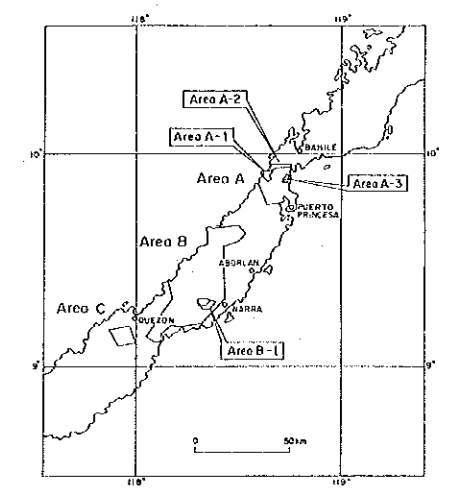 118°
119°
Area A-2
Area A-1
BAHILE
10°
10°
Area A
Area A-3
PUERTO
PRINCESA
Area B
ABORLAN
Area C
NARRA
QUEZON
Area B-1
9°
9°
0
50km
118°
119°